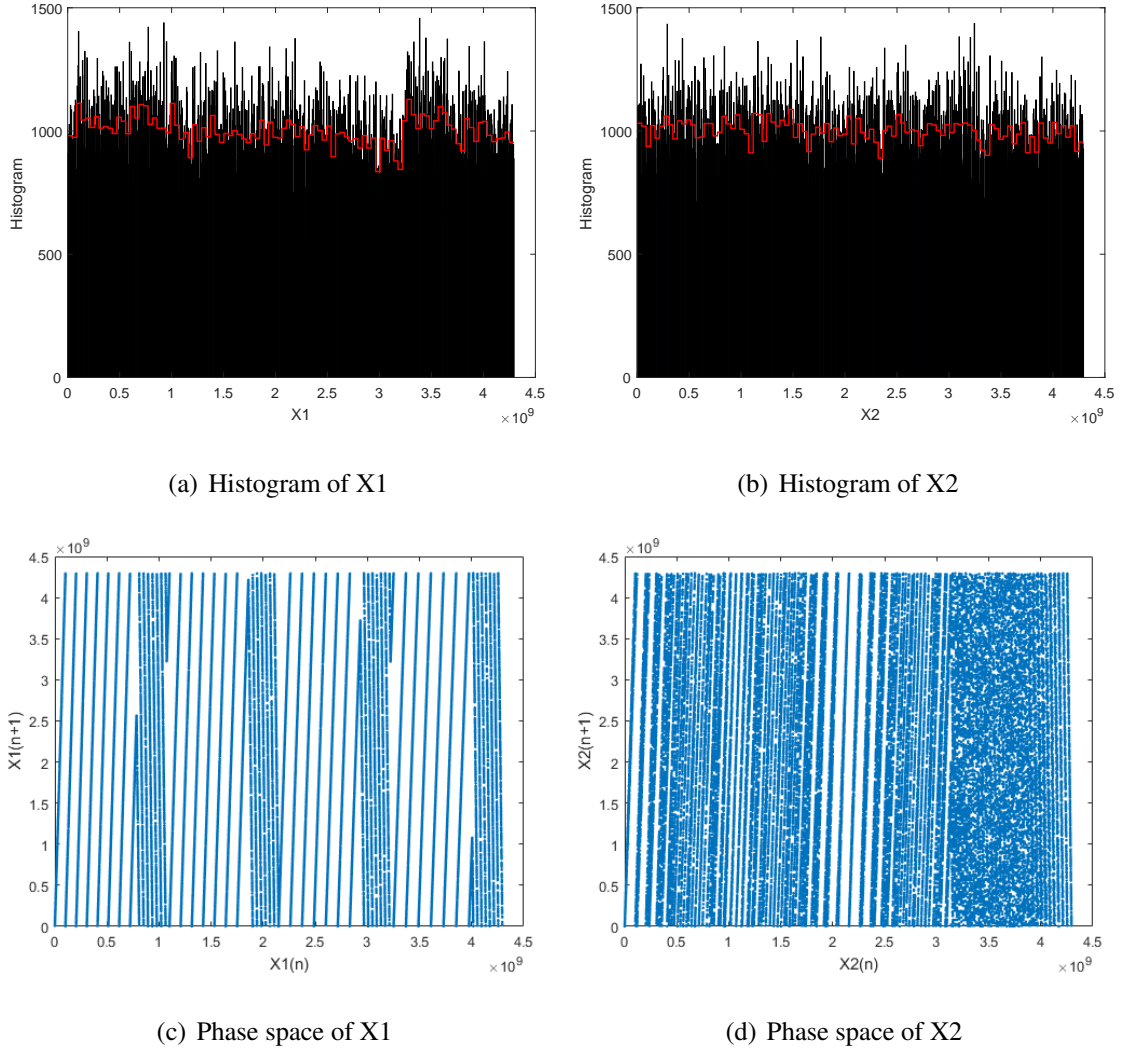 1500
1000
500
0
Histogram
0 0.5 1 1.5 2 2.5 3 3.5 4 4.5
X1
×10^9
1500
1000
500
0
Histogram
0 0.5 1 1.5 2 2.5 3 3.5 4 4.5
X2
×10^9
(a) Histogram of X1
(b) Histogram of X2
×10^9
4.5
4
3.5
3
2.5
2
1.5
1
0.5
0
X1(n+1)
0 0.5 1 1.5 2 2.5 3 3.5 4 4.5
X1(n)
×10^9
×10^9
4.5
4
3.5
3
2.5
2
1.5
1
0.5
0
X2(n+1)
0 0.5 1 1.5 2 2.5 3 3.5 4 4.5
X2(n)
×10^9
(c) Phase space of X1
(d) Phase space of X2